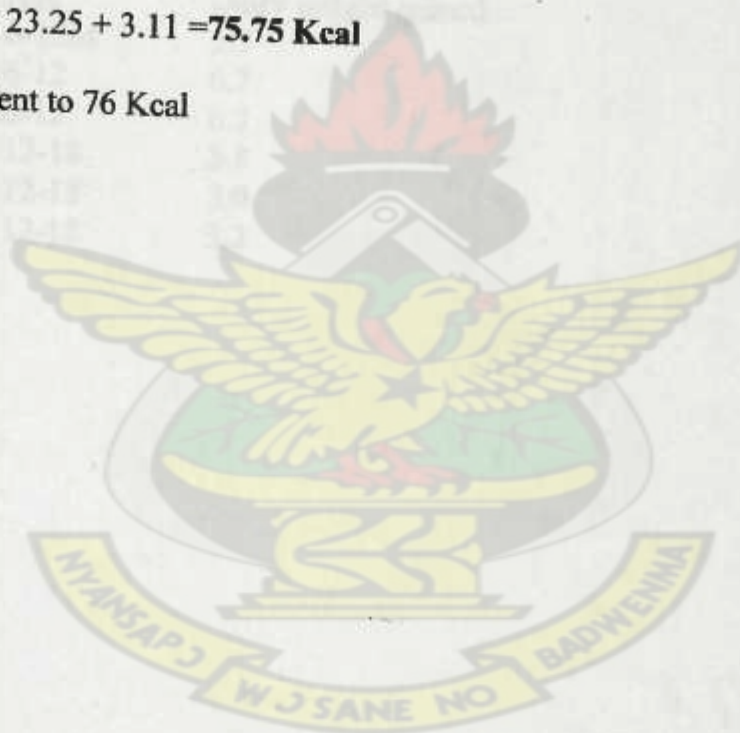 23.25 + 3.11 =75.75 Kcal
ent to 76 Kcal
NYANSAPƆ WƆSANE NO BADWENMA